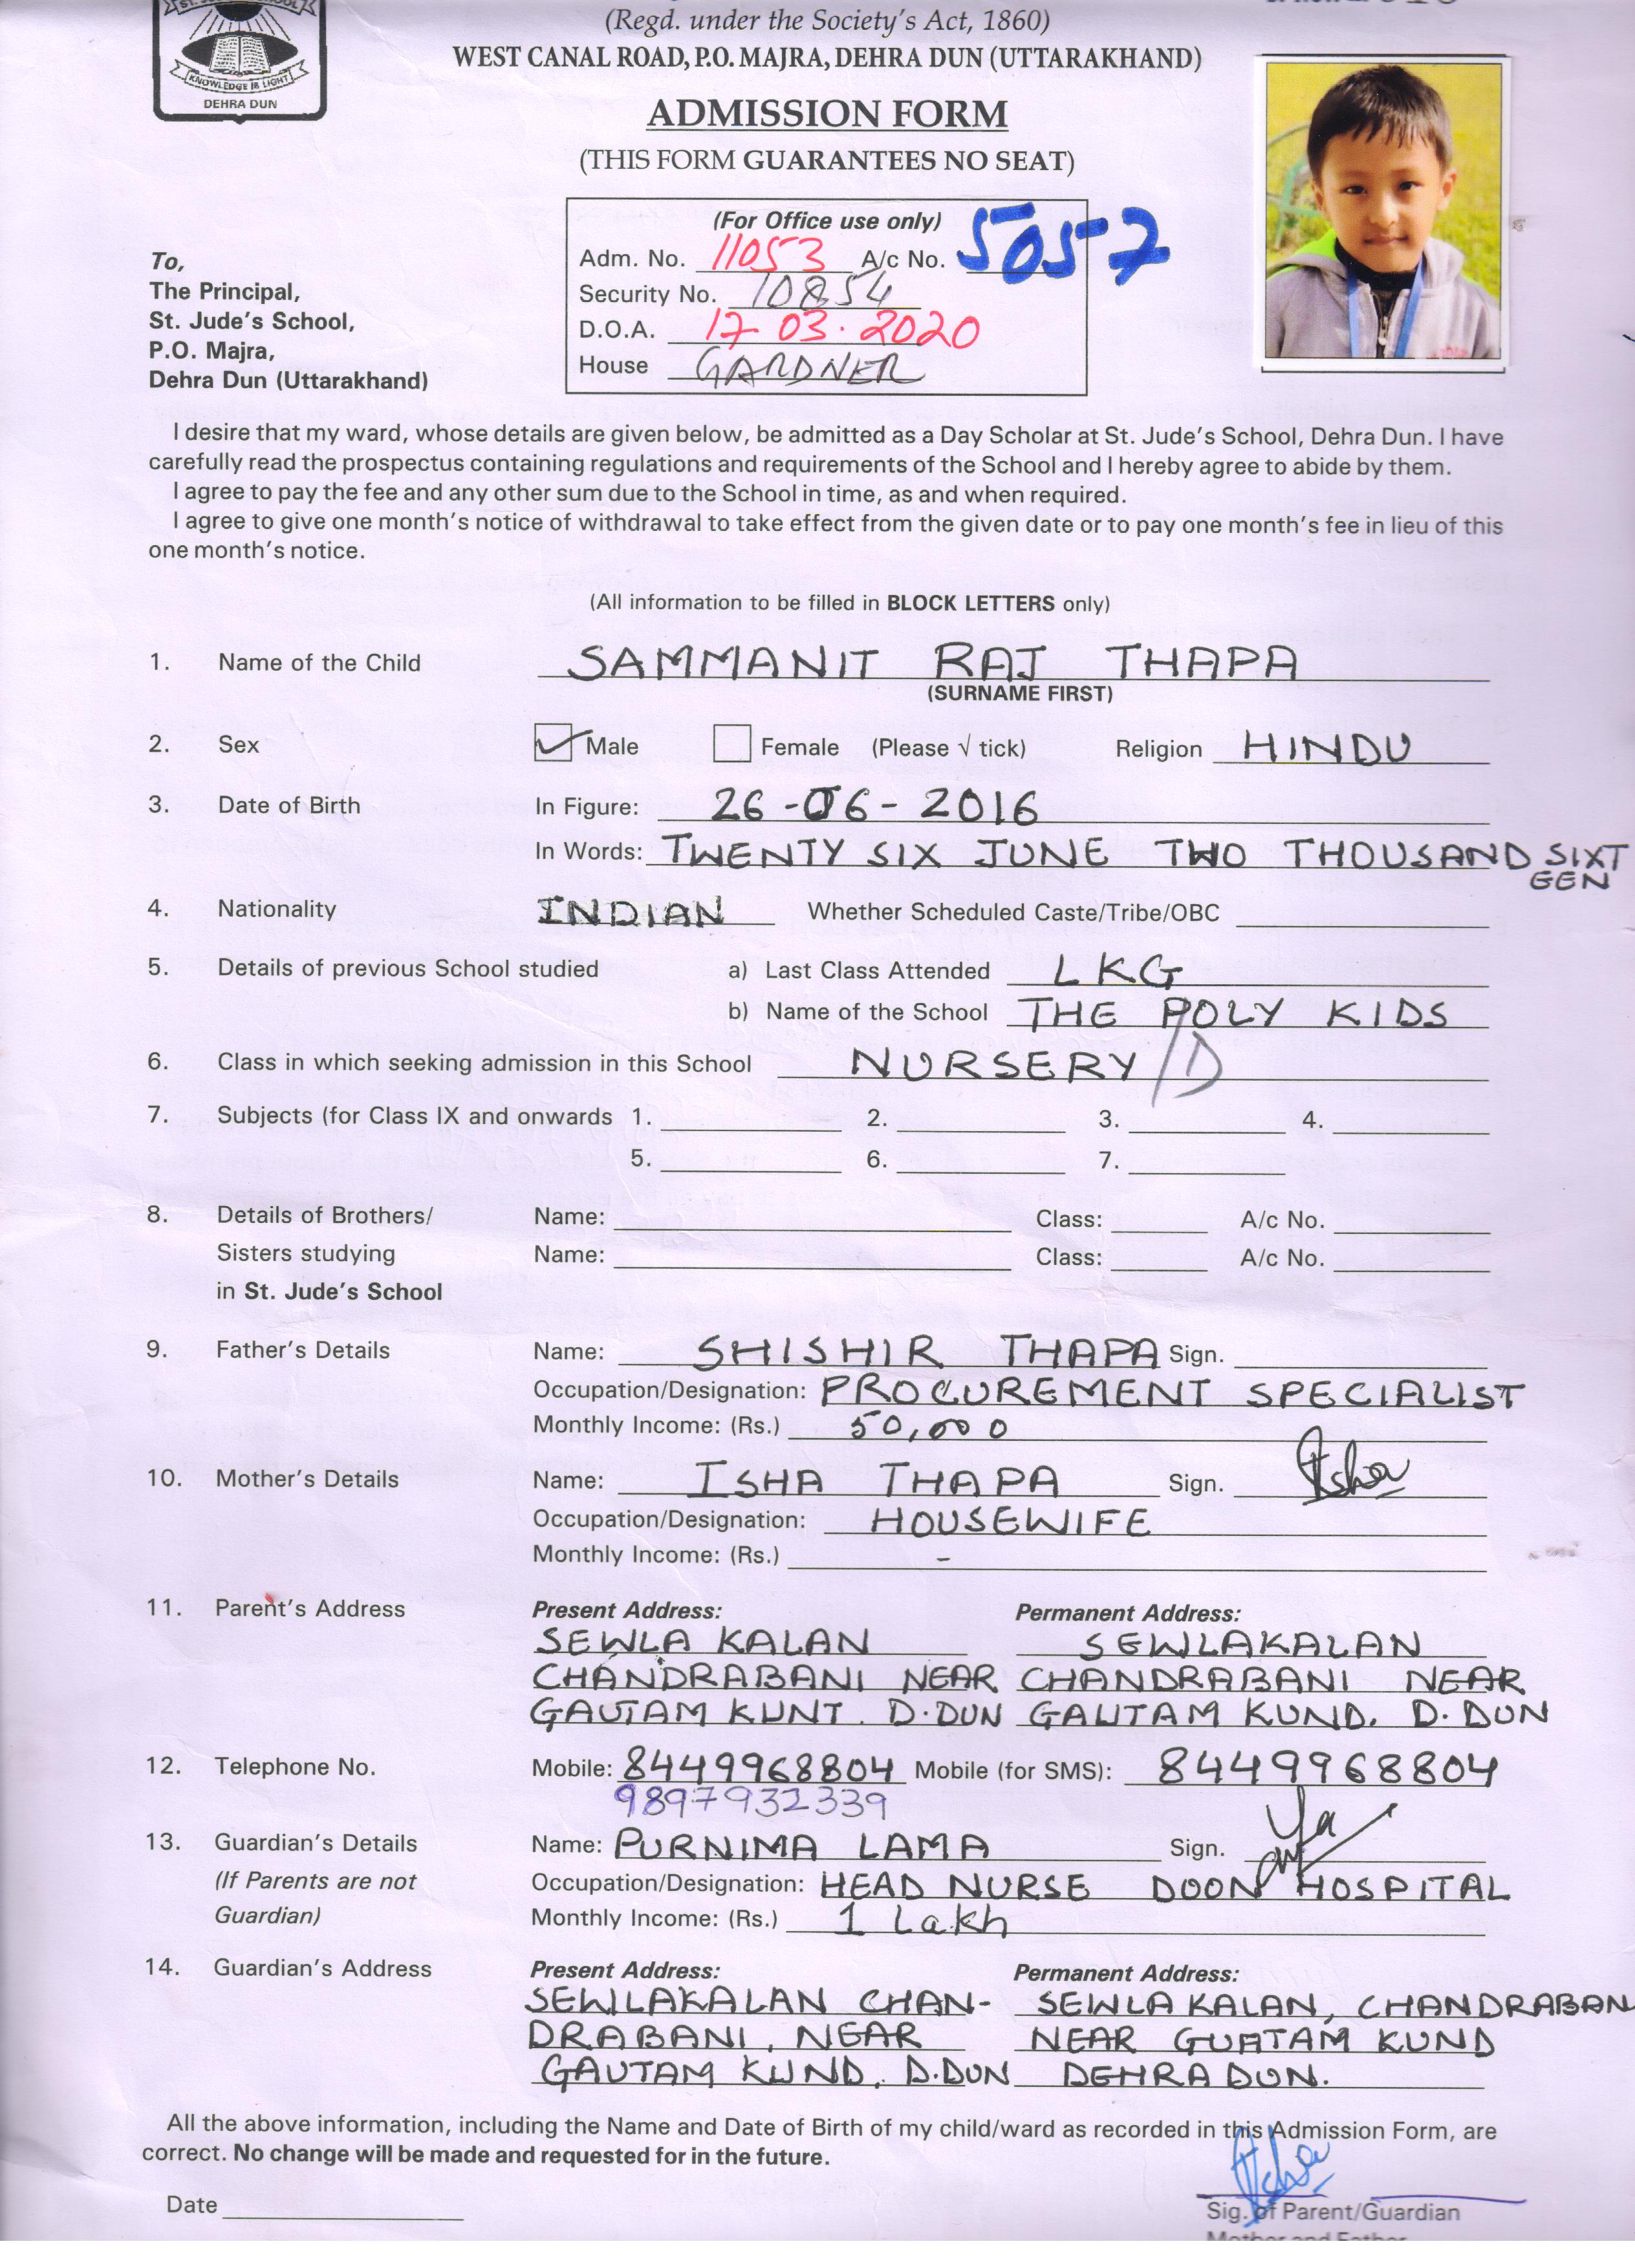 KNOWLEDGE IS LIGHT
DEHRA DUN
(Regd. under the Society's Act, 1860)
WEST CANAL ROAD, P.O. MAJRA, DEHRA DUN (UTTARAKHAND)
ADMISSION FORM
(THIS FORM GUARANTEES NO SEAT)
(For Office use only)
Adm. No. 11053 A/c No. 5057
Security No. 10854
D.O.A. 17-03.2020
House GARDNER
To,
The Principal,
St. Jude's School,
P.O. Majra,
Dehra Dun (Uttarakhand)
I desire that my ward, whose details are given below, be admitted as a Day Scholar at St. Jude's School, Dehra Dun. I have
carefully read the prospectus containing regulations and requirements of the School and I hereby agree to abide by them.
I agree to pay the fee and any other sum due to the School in time, as and when required.
I agree to give one month's notice of withdrawal to take effect from the given date or to pay one month's fee in lieu of this
one month's notice.
(All information to be filled in BLOCK LETTERS only)
1. Name of the Child SAMMANIT RAJ THAPA
(SURNAME FIRST)
2. Sex Male Female (Please √ tick) Religion HINDU
3. Date of Birth In Figure: 26-06-2016
In Words: TWENTY SIX JUNE TWO THOUSAND SIXT
EEN
4. Nationality INDIAN Whether Scheduled Caste/Tribe/OBC
5. Details of previous School studied a) Last Class Attended LKG
b) Name of the School THE POLY KIDS
6. Class in which seeking admission in this School NURSERY/D
7. Subjects (for Class IX and onwards 1. 2. 3. 4.
5. 6. 7.
8. Details of Brothers/ Name: Class: A/c No.
Sisters studying Name: Class: A/c No.
in St. Jude's School
9. Father's Details Name: SHISHIR THAPA Sign.
Occupation/Designation: PROCUREMENT SPECIALIST
Monthly Income: (Rs.) 50,000
10. Mother's Details Name: ISHA THAPA Sign. Isha
Occupation/Designation: HOUSEWIFE
Monthly Income: (Rs.) -
11. Parent's Address Present Address: Permanent Address:
SEWLA KALAN SEWLAKALAN
CHANDRABANI NEAR CHANDRABANI NEAR
GAUTAM KUNT. D.DUN GAUTAM KUND. D.DUN
12. Telephone No. Mobile: 8449968804 Mobile (for SMS): 8449968804
9897932339
13. Guardian's Details Name: PURNIMA LAMA Sign.
(If Parents are not Occupation/Designation: HEAD NURSE DOON HOSPITAL
Guardian) Monthly Income: (Rs.) 1 Lakh
14. Guardian's Address Present Address: Permanent Address:
SEWLAKALAN CHAN- SEWLA KALAN, CHANDRABAN
DRABANI, NEAR NEAR GUATAM KUND
GAUTAM KUND. D.DUN DEHRADUN.
All the above information, including the Name and Date of Birth of my child/ward as recorded in this Admission Form, are
correct. No change will be made and requested for in the future.
Isha
Date Sig. of Parent/Guardian
Mother and Father